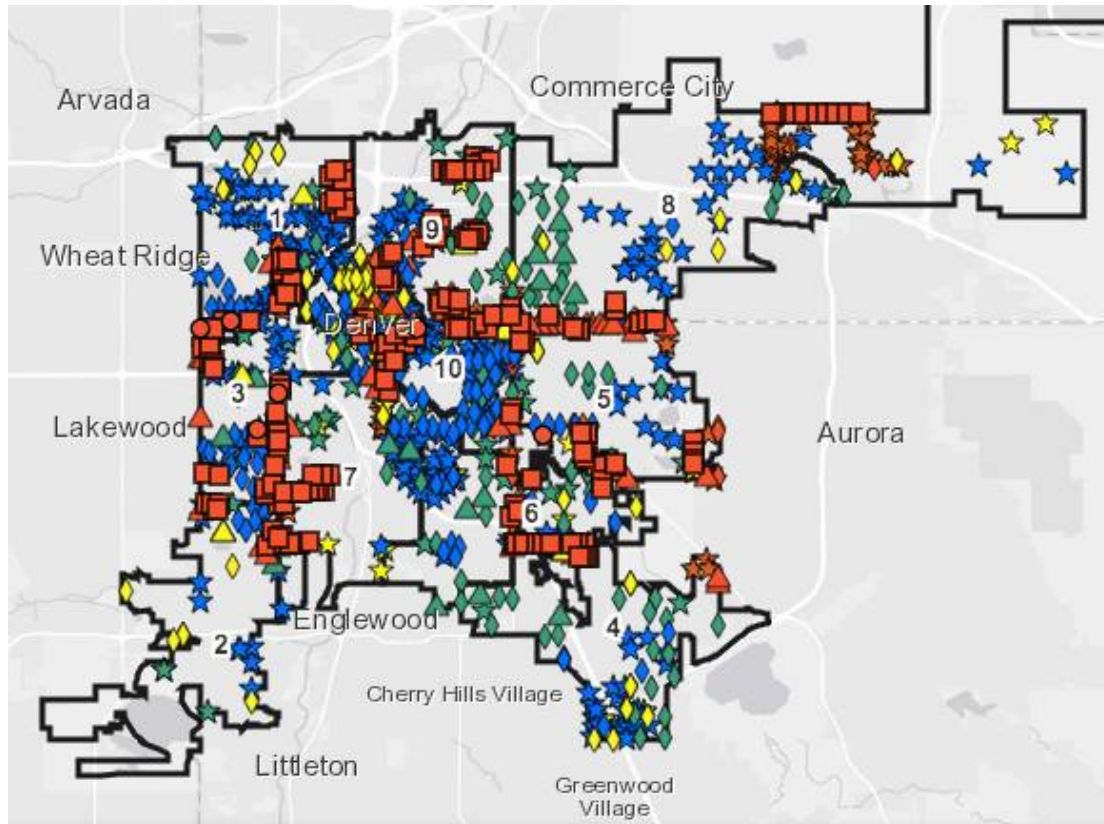 Arvada
Commerce City
8
1
9
Wheat Ridge
Denver
10
3
5
Lakewood
Aurora
7
6
Englewood
4
2
Cherry Hills Village
Littleton
Greenwood
Village